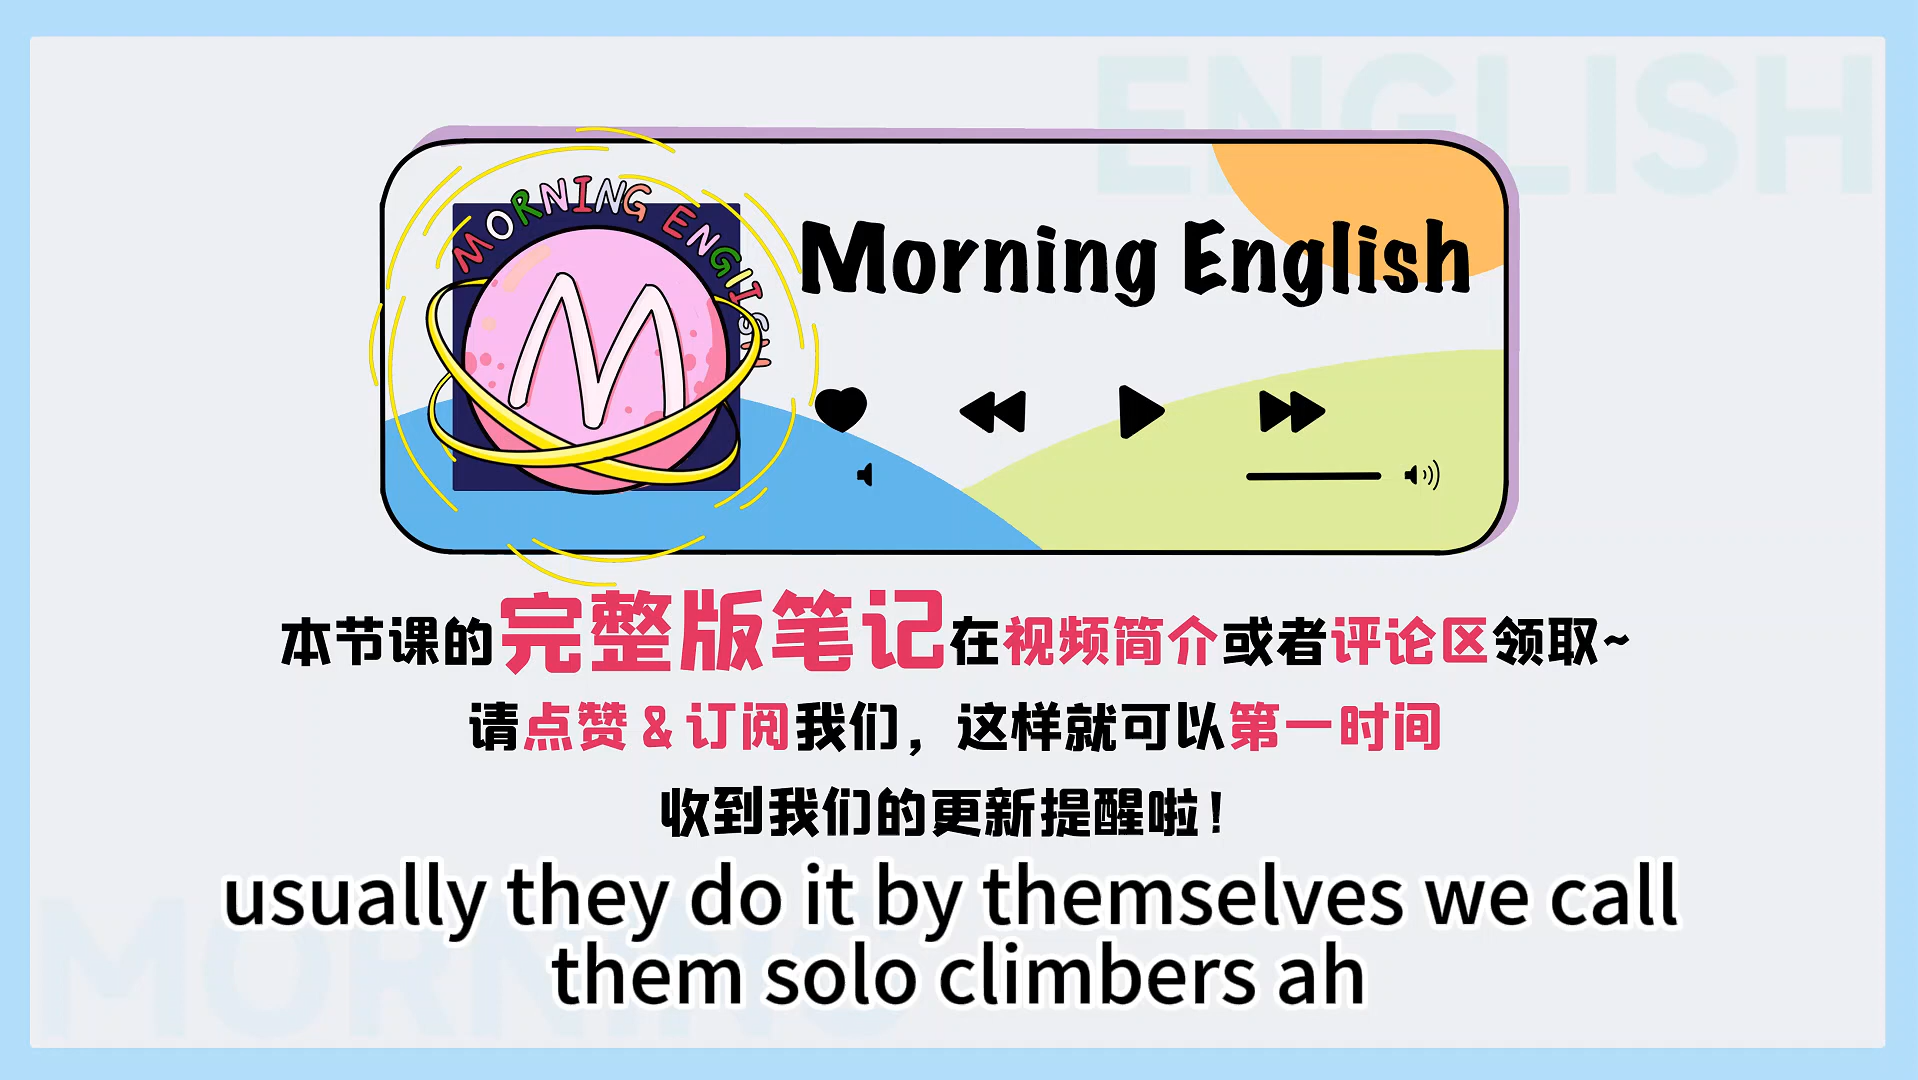 ENGLISH
MORNING ENGLISH
M
Morning English
本节课的完整版笔记在视频简介或者评论区领取~
请点赞&订阅我们，这样就可以第一时间
收到我们的更新提醒啦！
MORNING
usually they do it by themselves we call
them solo climbers ah